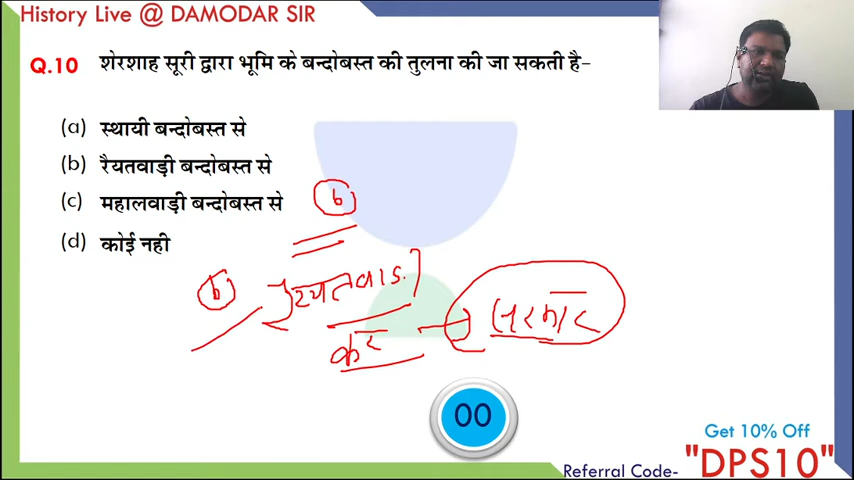 History Live @ DAMODAR SIR
Q.10 शेरशाह सूरी द्वारा भूमि के बन्दोबस्त की तुलना की जा सकती है-
(a) स्थायी बन्दोबस्त से
(b) रैयतवाड़ी बन्दोबस्त से
(c) महालवाड़ी बन्दोबस्त से
(d) कोई नही
b
b
कर
सरकार
00
Get 10% Off
Referral Code- "DPS10"